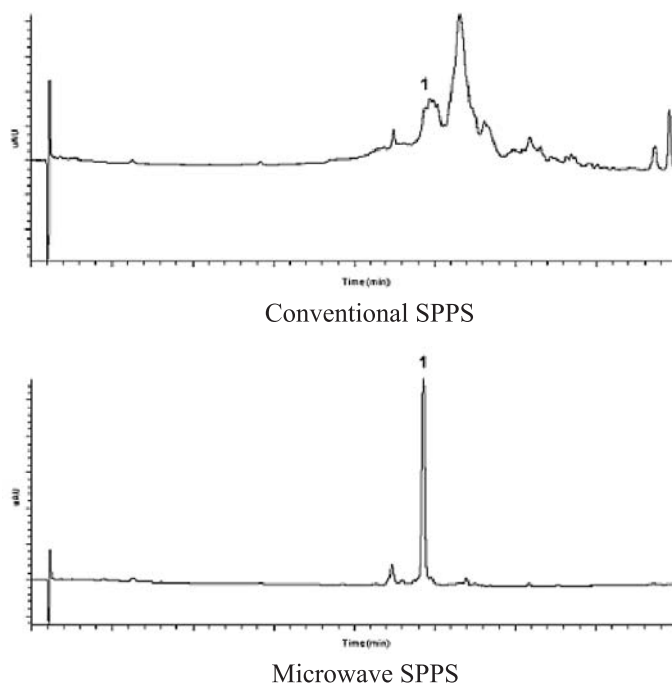 1
uAU
Time(min)
Conventional SPPS
1
uAU
Time(min)
Microwave SPPS